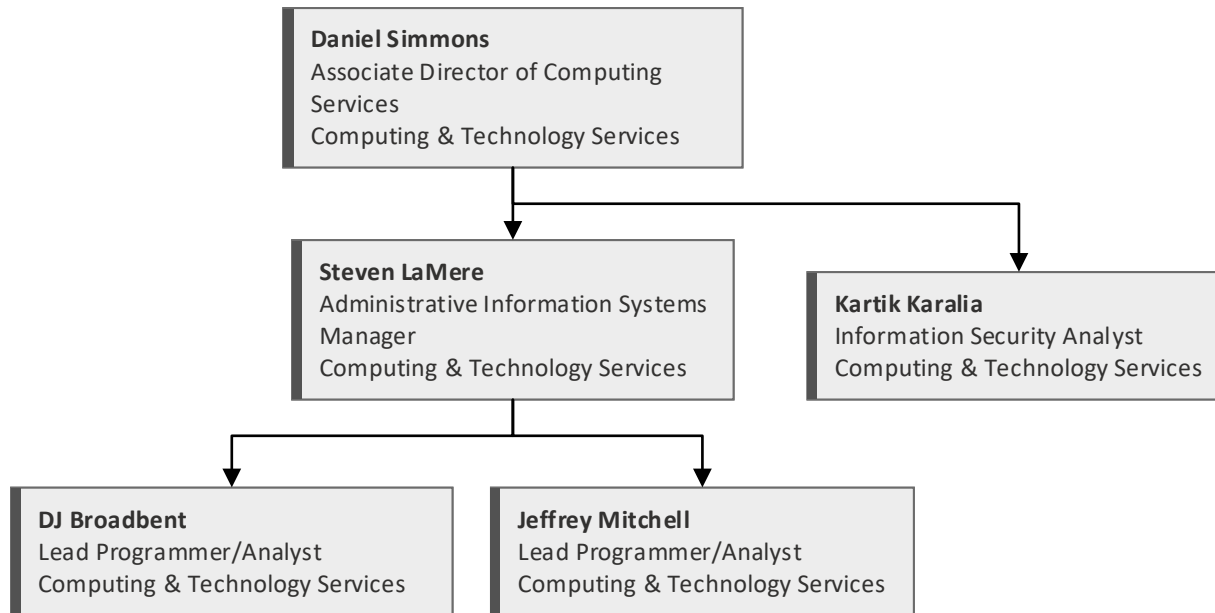 Daniel Simmons
Associate Director of Computing
Services
Computing & Technology Services
Steven LaMere
Administrative Information Systems
Manager
Computing & Technology Services
Kartik Karalia
Information Security Analyst
Computing & Technology Services
DJ Broadbent
Lead Programmer/Analyst
Computing & Technology Services
Jeffrey Mitchell
Lead Programmer/Analyst
Computing & Technology Services